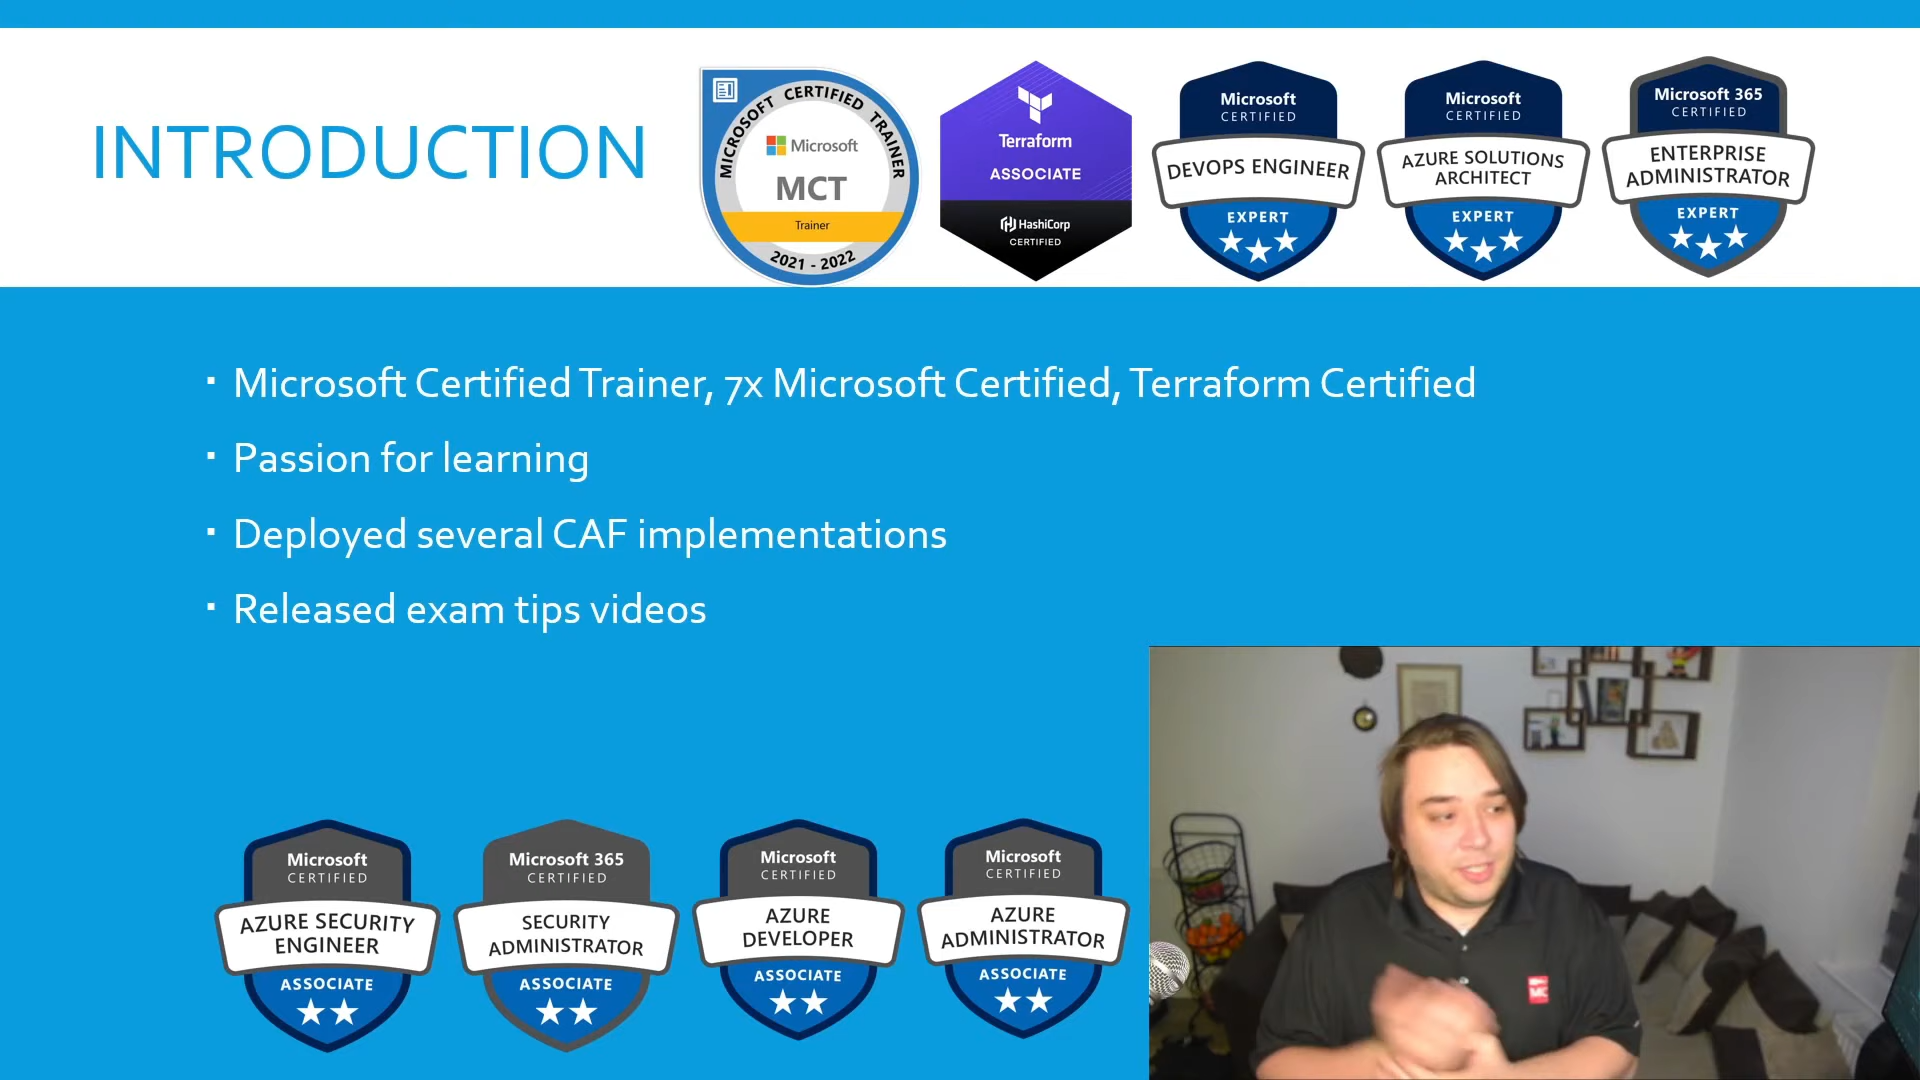 INTRODUCTION
MICROSOFT CERTIFIED TRAINER
Microsoft
MCT
Trainer
2021 - 2022
Terraform
ASSOCIATE
HashiCorp
CERTIFIED
Microsoft
CERTIFIED
DEVOPS ENGINEER
EXPERT
Microsoft
CERTIFIED
AZURE SOLUTIONS
ARCHITECT
EXPERT
Microsoft 365
CERTIFIED
ENTERPRISE
ADMINISTRATOR
EXPERT
▪ Microsoft Certified Trainer, 7x Microsoft Certified, Terraform Certified
▪ Passion for learning
▪ Deployed several CAF implementations
▪ Released exam tips videos
Microsoft
CERTIFIED
AZURE SECURITY
ENGINEER
ASSOCIATE
Microsoft 365
CERTIFIED
SECURITY
ADMINISTRATOR
ASSOCIATE
Microsoft
CERTIFIED
AZURE
DEVELOPER
ASSOCIATE
Microsoft
CERTIFIED
AZURE
ADMINISTRATOR
ASSOCIATE